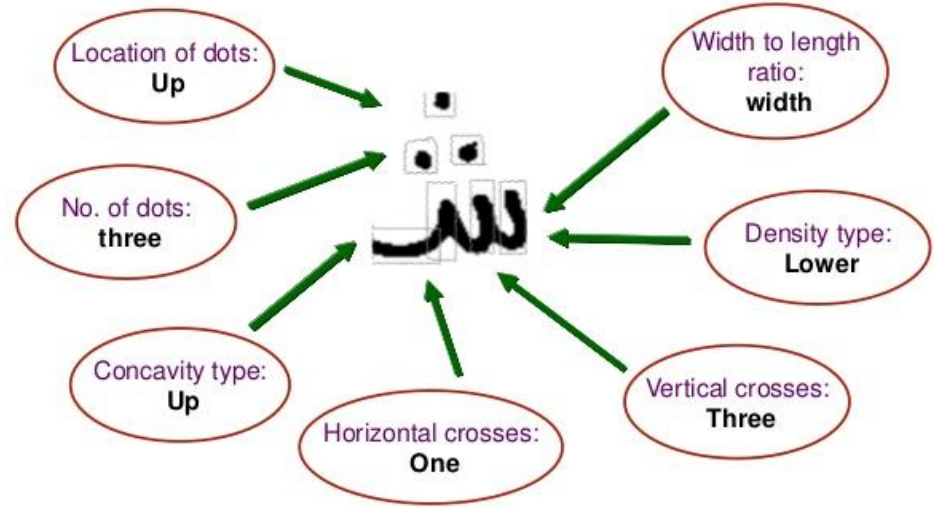 Location of dots:
Up
Width to length
ratio:
width
No. of dots:
three
شـ
Density type:
Lower
Concavity type:
Up
Horizontal crosses:
One
Vertical crosses:
Three